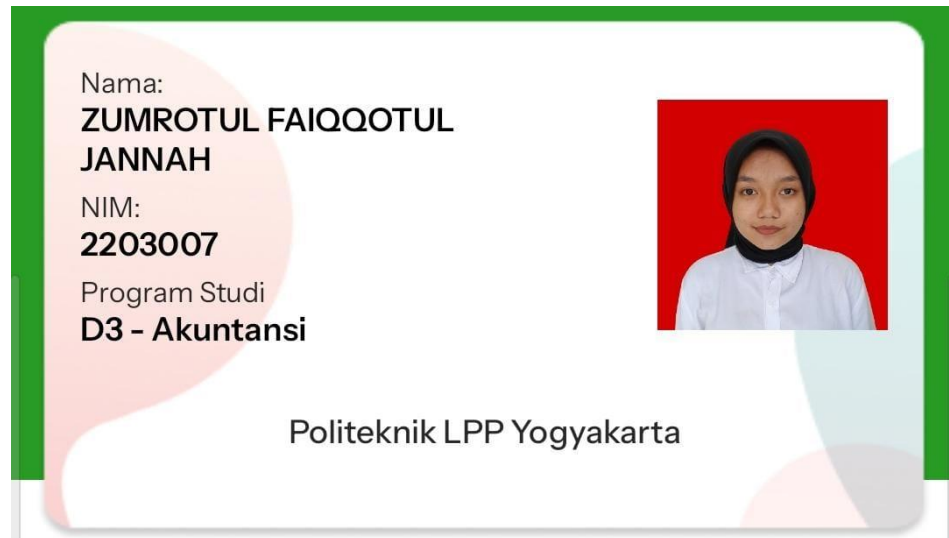 Nama:
ZUMROTUL FAIQQOTUL
JANNAH
NIM:
2203007
Program Studi
D3 - Akuntansi
Politeknik LPP Yogyakarta